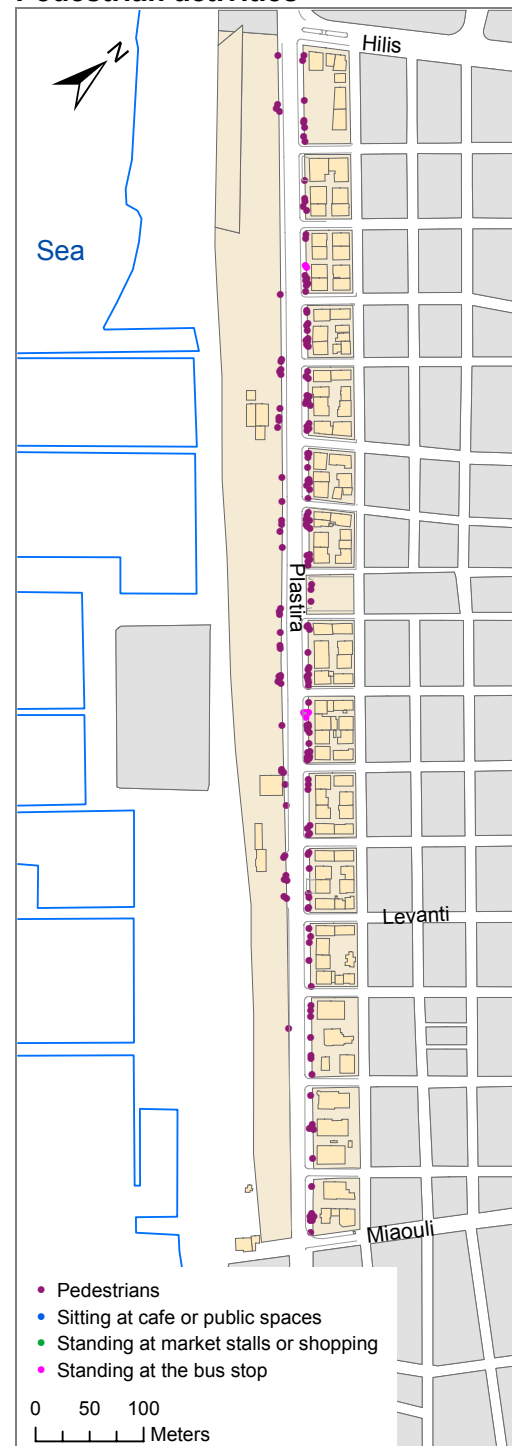 Pedestrian activities
Hilis
N
Sea
Plastira
Levanti
Miaouli
Pedestrians
Sitting at cafe or public spaces
Standing at market stalls or shopping
Standing at the bus stop
0 50 100
Meters